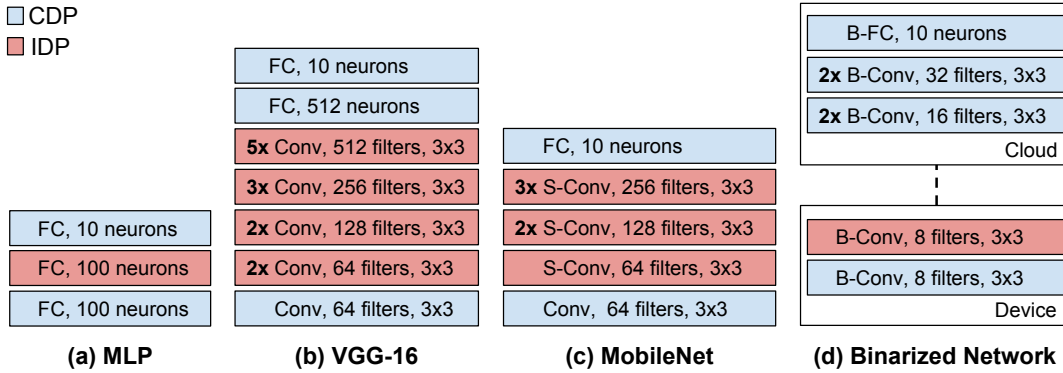 CDP
IDP
FC, 10 neurons
FC, 100 neurons
FC, 100 neurons
(a) MLP
FC, 10 neurons
FC, 512 neurons
5x Conv, 512 filters, 3x3
3x Conv, 256 filters, 3x3
2x Conv, 128 filters, 3x3
2x Conv, 64 filters, 3x3
Conv, 64 filters, 3x3
(b) VGG-16
FC, 10 neurons
3x S-Conv, 256 filters, 3x3
2x S-Conv, 128 filters, 3x3
S-Conv, 64 filters, 3x3
Conv, 64 filters, 3x3
(c) MobileNet
B-FC, 10 neurons
2x B-Conv, 32 filters, 3x3
2x B-Conv, 16 filters, 3x3
Cloud
B-Conv, 8 filters, 3x3
B-Conv, 8 filters, 3x3
Device
(d) Binarized Network